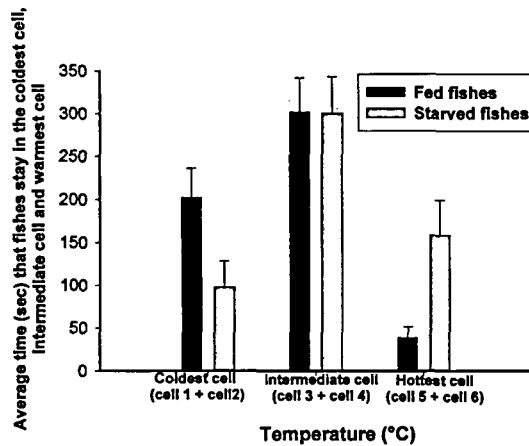 Average time (sec) that fishes stay in the coldest cell,
Intermediate cell and warmest cell
350
300
250
200
150
100
50
0
Fed fishes
Starved fishes
Coldest cell
(cell 1 + cell2)
Intermediate cell
(cell 3 + cell 4)
Hottest cell
(cell 5 + cell 6)
Temperature (°C)